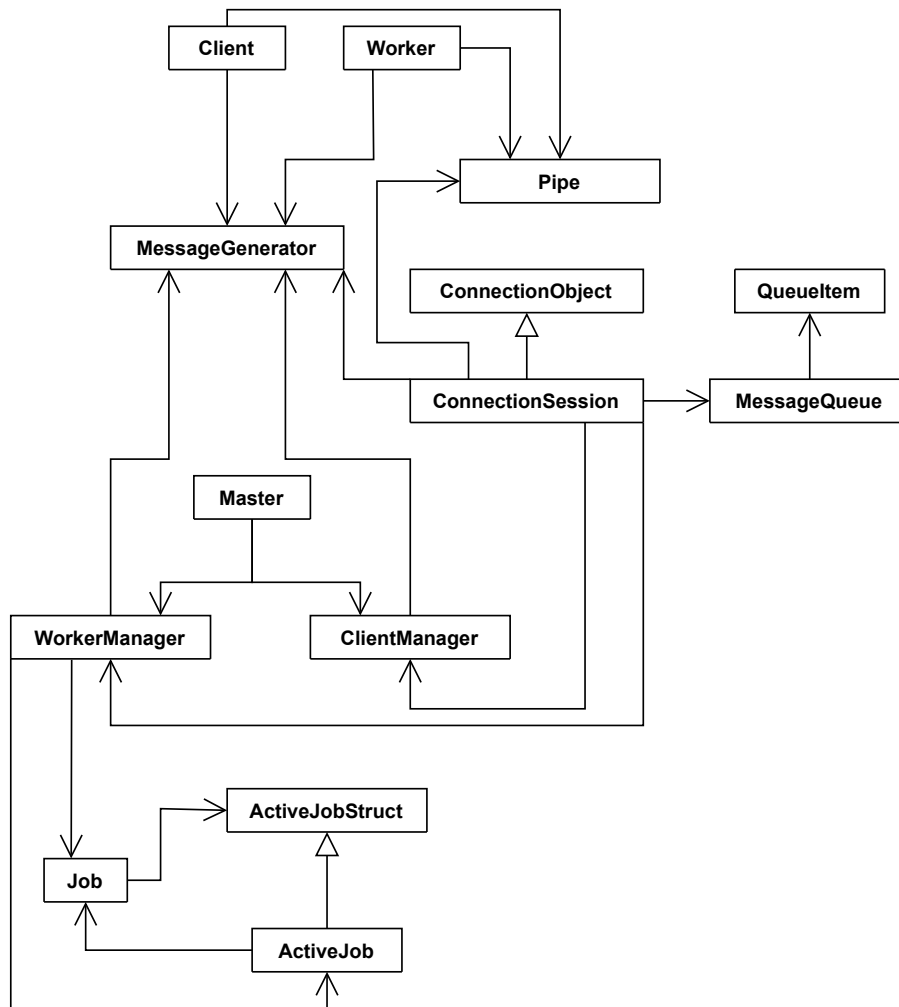 Client
Worker
Pipe
MessageGenerator
ConnectionObject
QueueItem
ConnectionSession
MessageQueue
Master
WorkerManager
ClientManager
ActiveJobStruct
Job
ActiveJob